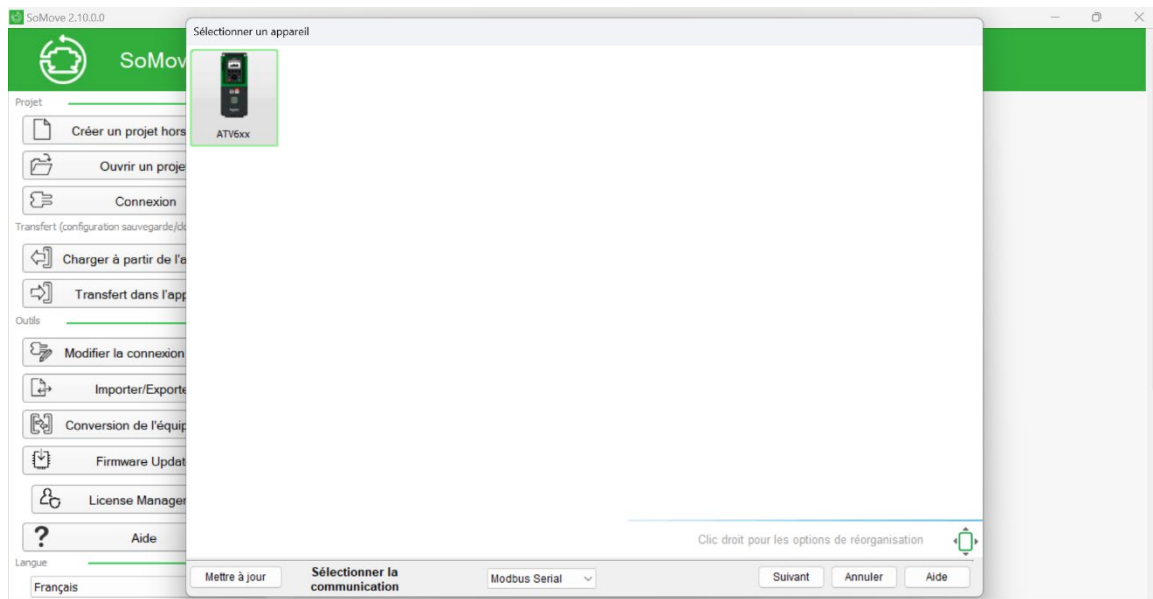 SoMove 2.10.0.0
Sélectionner un appareil
SoMov
ATV6xx
Projet
Créer un projet hors
Ouvrir un proje
Connexion
Transfert (configuration sauvegarde/do
Charger à partir de l'a
Transfert dans l'app
Outils
Modifier la connexion
Importer/Exporte
Conversion de l'équip
Firmware Updat
License Manager
Aide
Langue
Français
Clic droit pour les options de réorganisation
Mettre à jour
Sélectionner la
communication
Modbus Serial
Suivant
Annuler
Aide